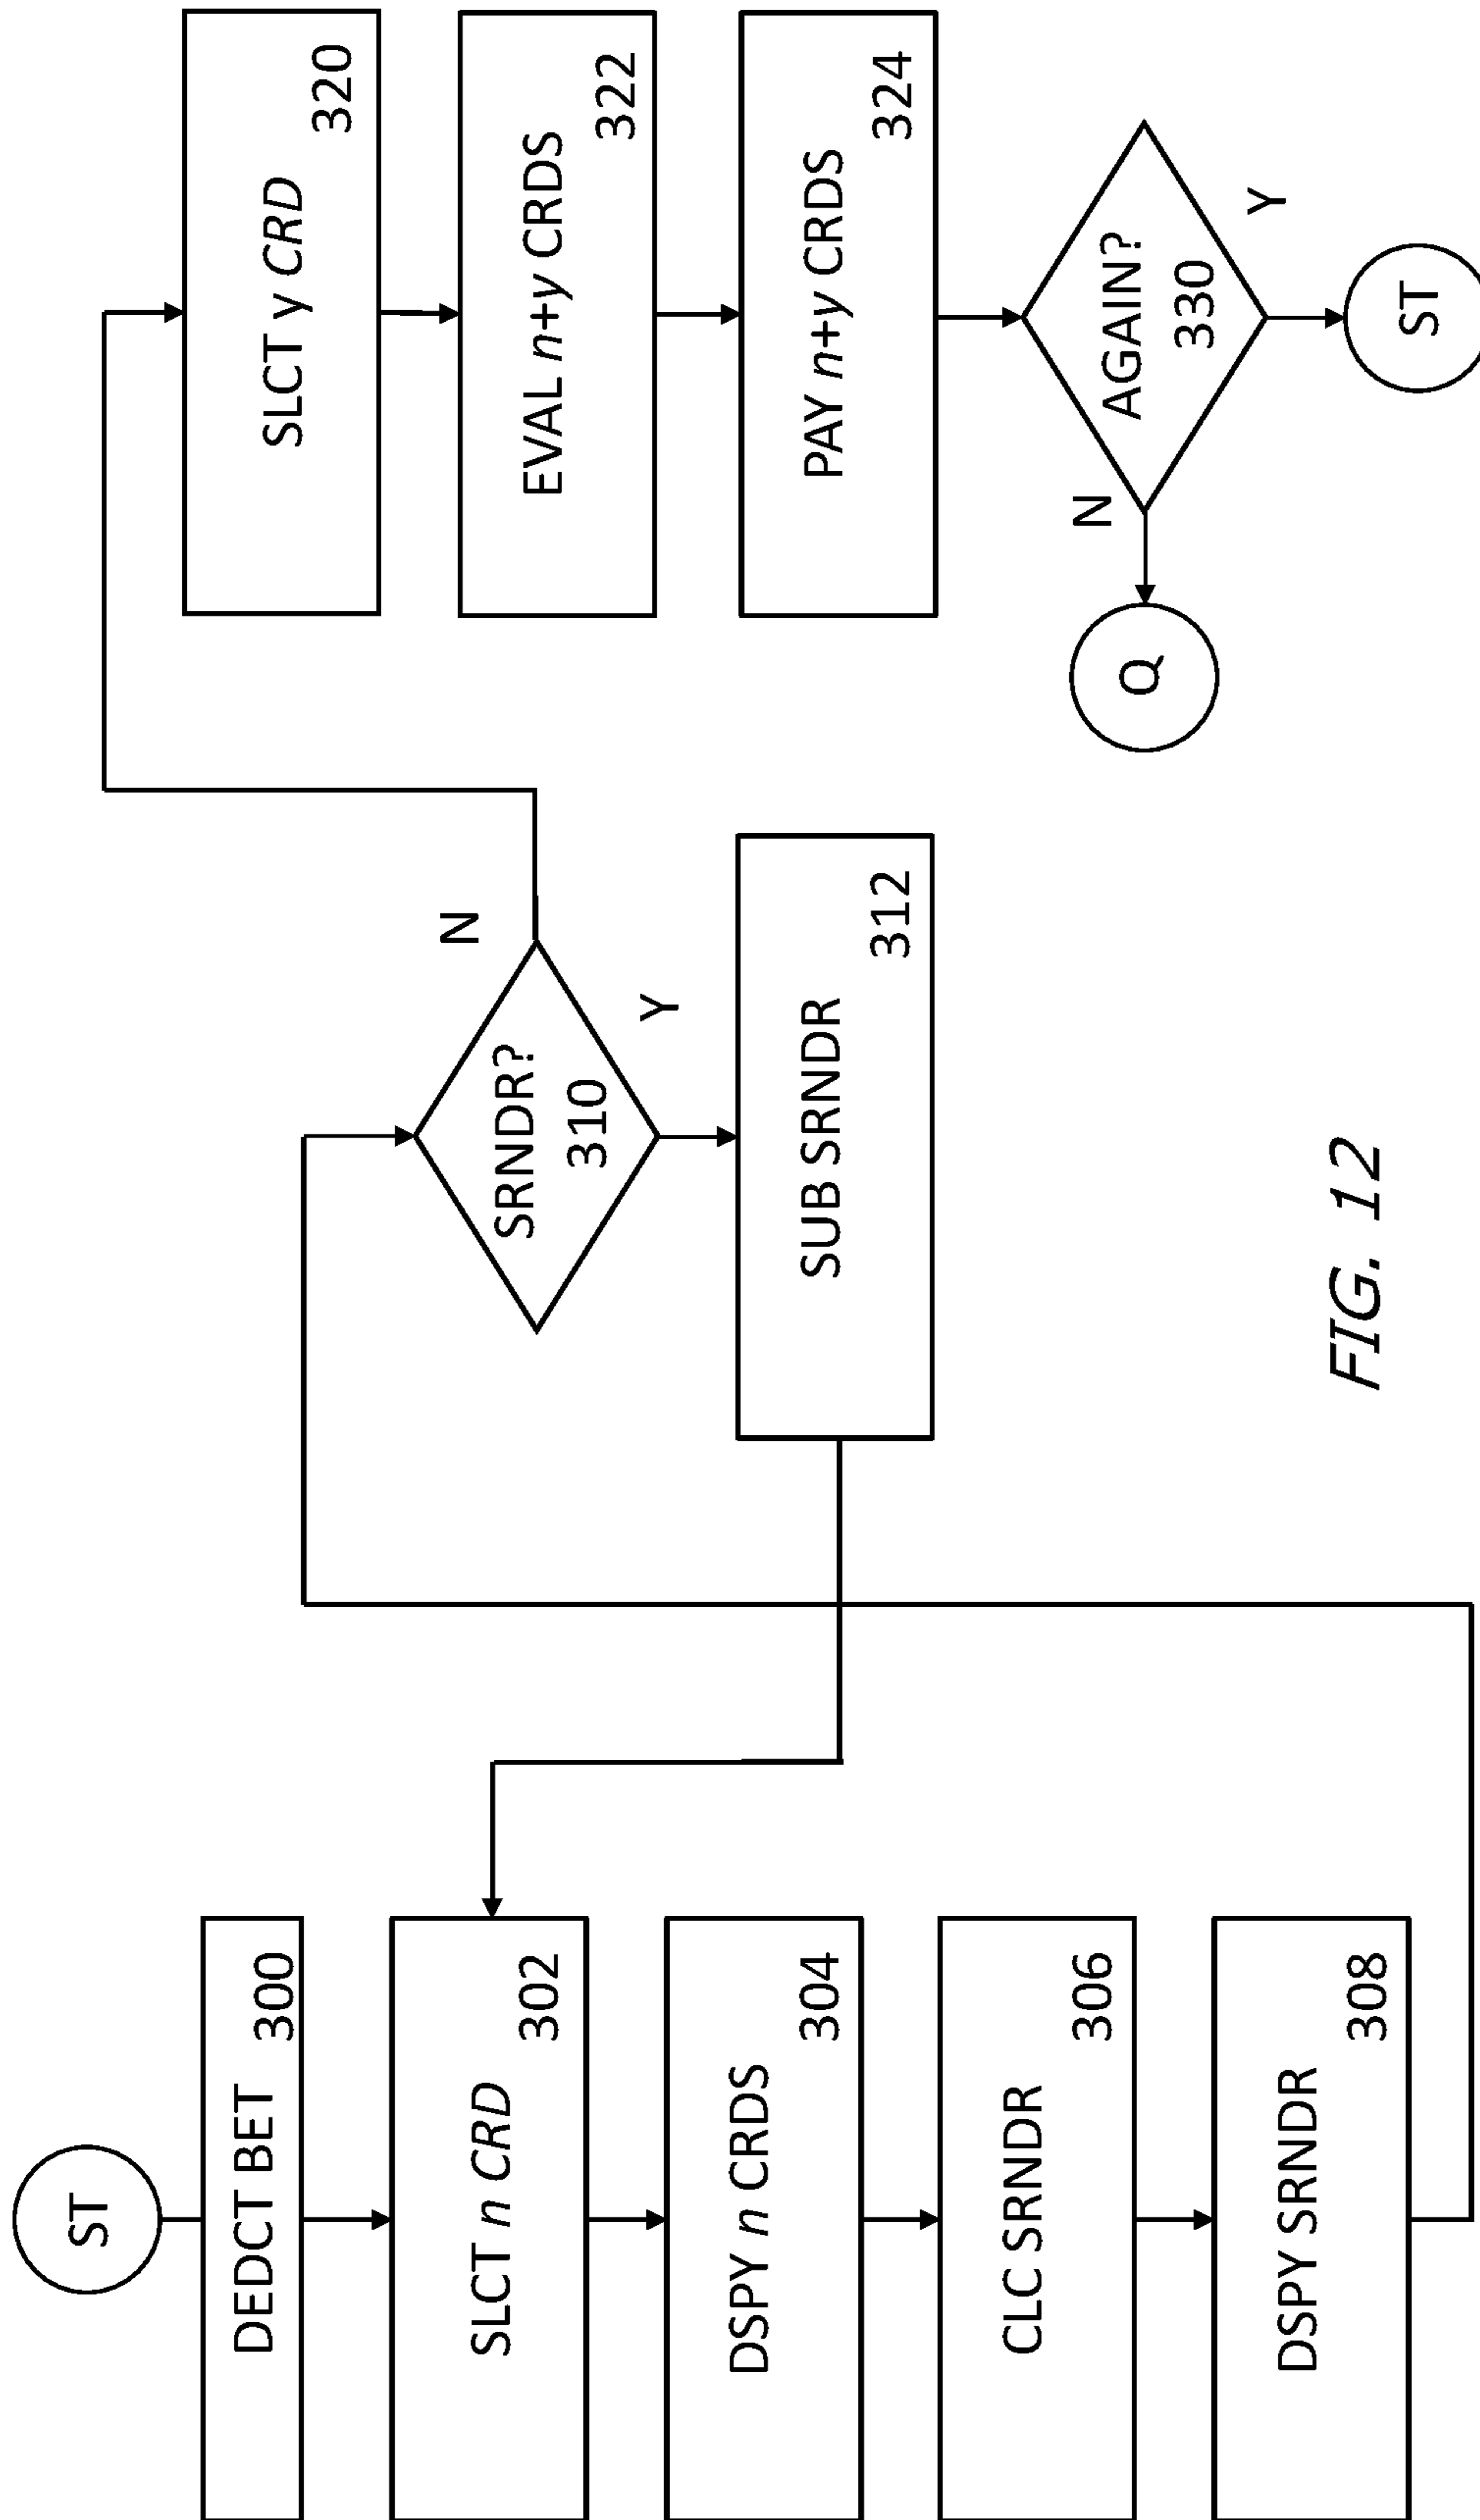 ST
DEDCT BET
300
SLCT n CRD
302
DSPY n CRDS
304
CLC SRNDR
306
DSPY SRNDR
308
SRNDR?
310
N
Y
SUB SRNDR
312
SLCT y CRD
320
EVAL n+y CRDS
322
PAY n+y CRDS
324
AGAIN?
330
N
Y
Q
ST
FIG. 12